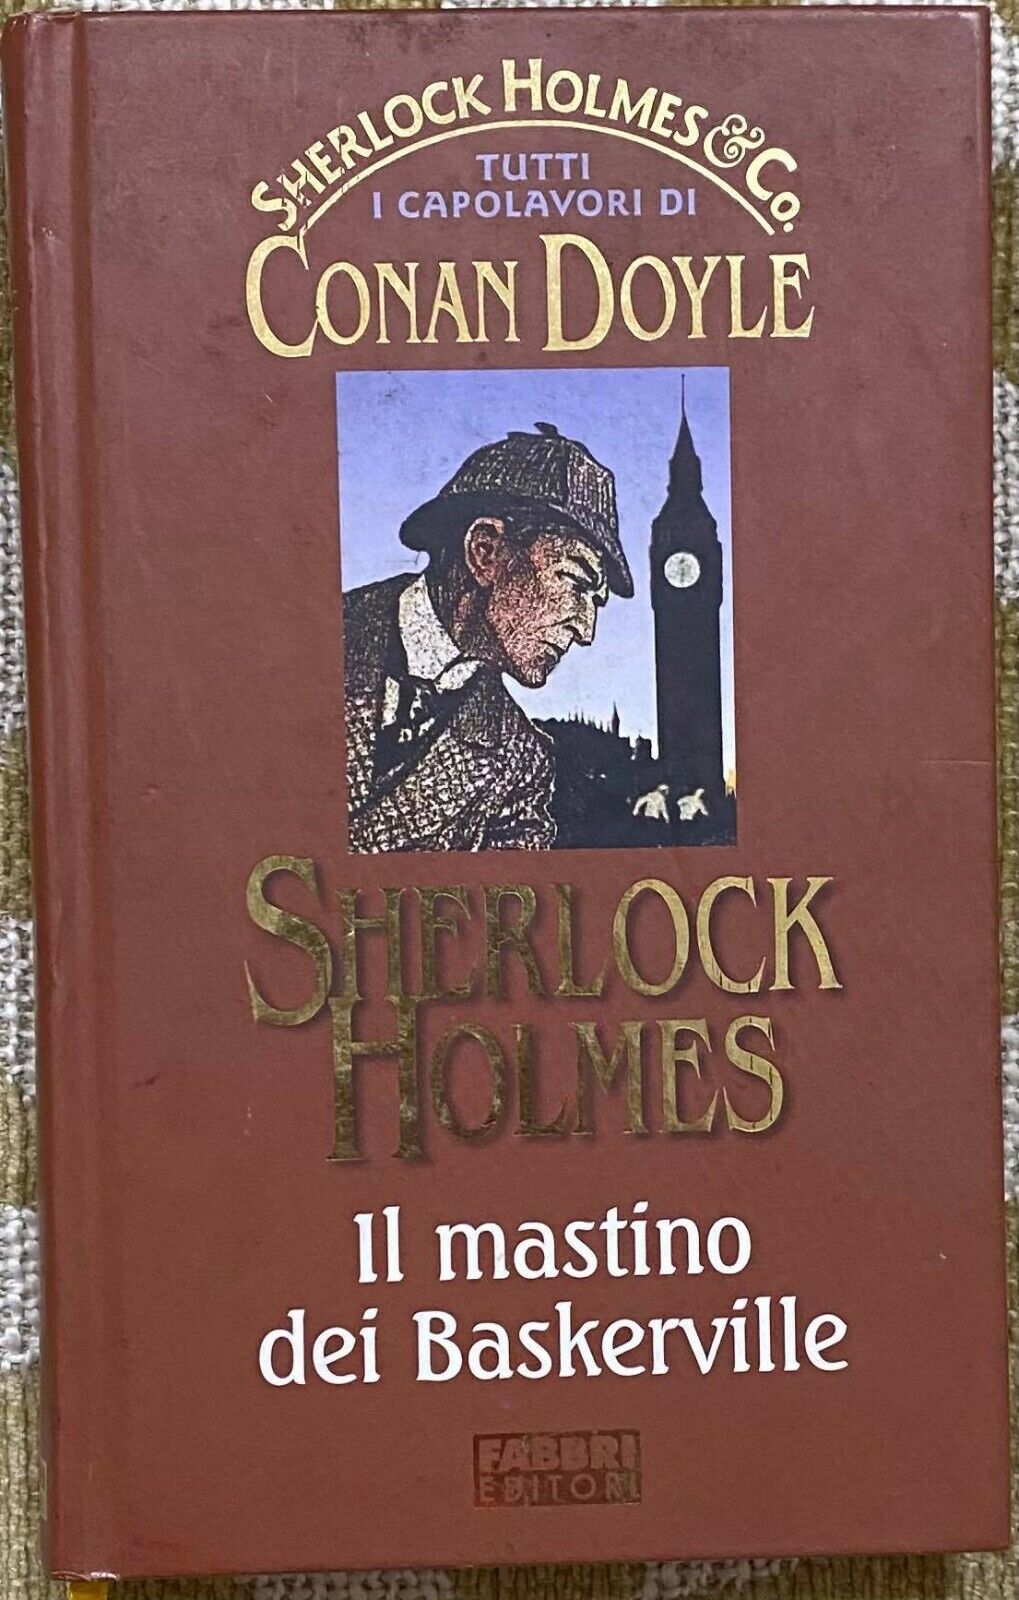 SHERLOCK HOLMES & CO.
TUTTI
I CAPOLAVORI DI
CONAN DOYLE
SHERLOCK
HOLMES
Il mastino
dei Baskerville
FABBRI
EDITORI